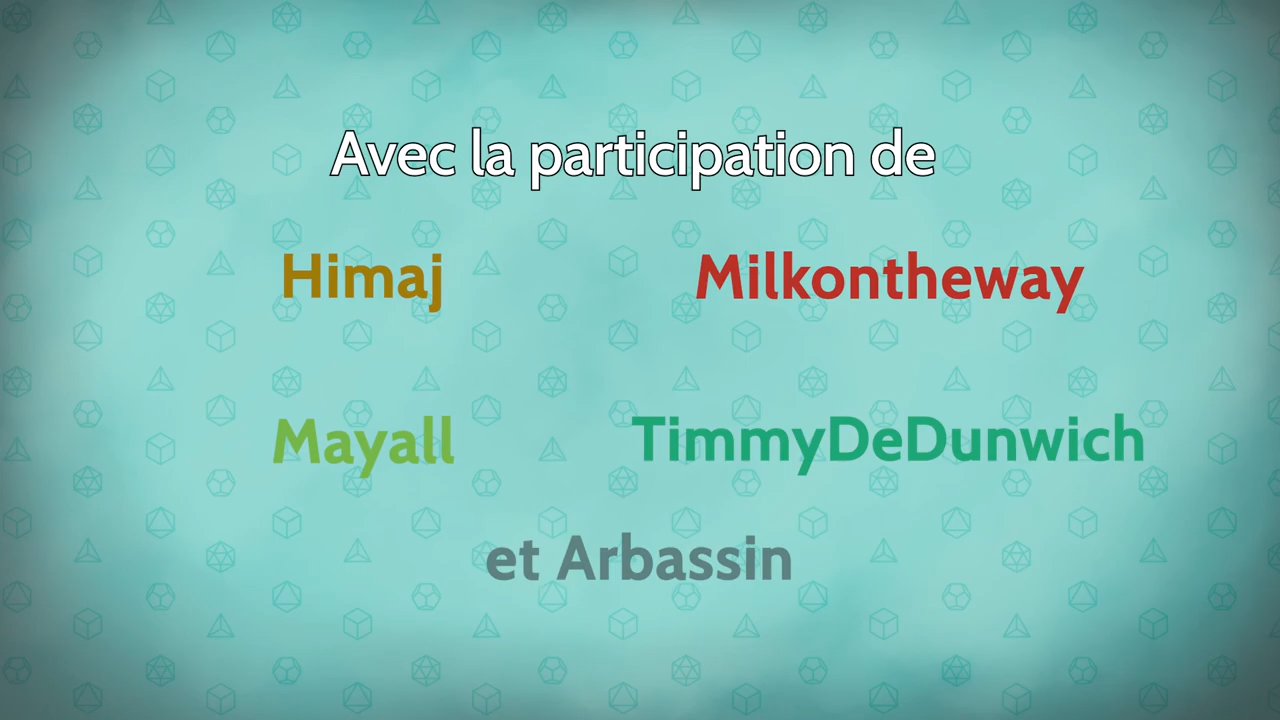 Avec la participation de
Himaj
Milkontheway
Mayall
TimmyDeDunwich
et Arbassin